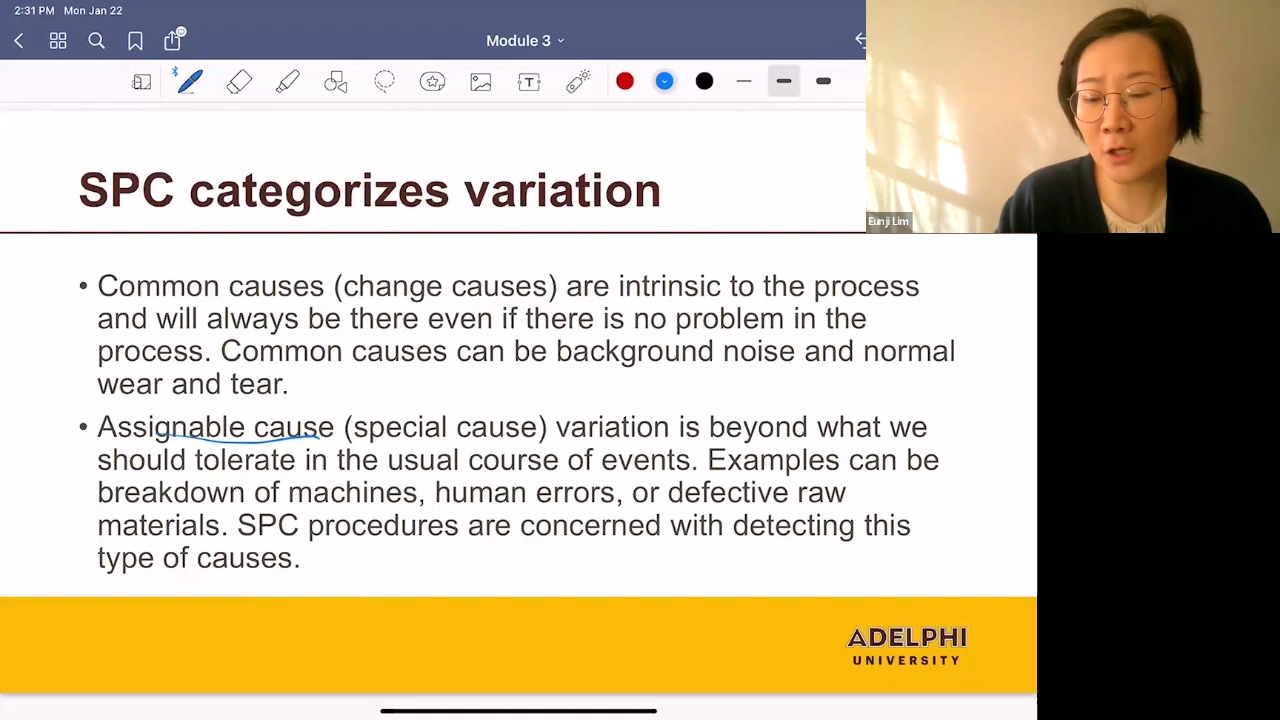 2:31 PM Mon Jan 22
Module 3
T
SPC categorizes variation
Eunji Lim
• Common causes (change causes) are intrinsic to the process
and will always be there even if there is no problem in the
process. Common causes can be background noise and normal
wear and tear.
• Assignable cause (special cause) variation is beyond what we
should tolerate in the usual course of events. Examples can be
breakdown of machines, human errors, or defective raw
materials. SPC procedures are concerned with detecting this
type of causes.
ADELPHI
UNIVERSITY